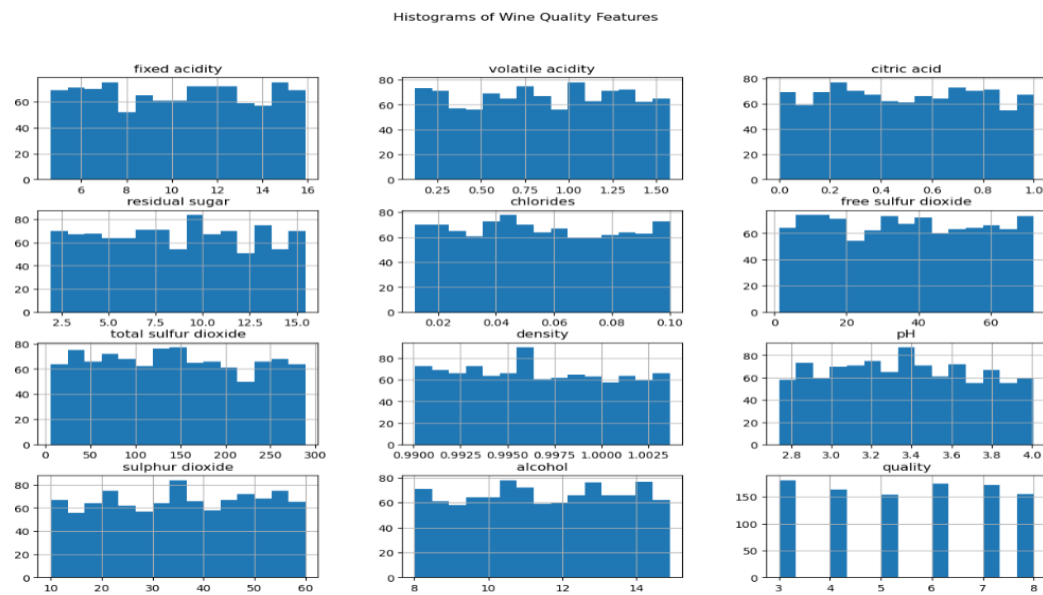 Histograms of Wine Quality Features
fixed acidity
volatile acidity
citric acid
0 20 40 60
6 8 10 12 14 16
0 20 40 60 80
0.25 0.50 0.75 1.00 1.25 1.50
0 20 40 60 80
0.0 0.2 0.4 0.6 0.8 1.0
residual sugar
chlorides
free sulfur dioxide
0 20 40 60 80
2.5 5.0 7.5 10.0 12.5 15.0
0 20 40 60 80
0.02 0.04 0.06 0.08 0.10
0 20 40 60
0 20 40 60
total sulfur dioxide
density
pH
0 20 40 60 80
0 50 100 150 200 250 300
0 20 40 60 80
0.9900 0.9925 0.9950 0.9975 1.0000 1.0025
0 20 40 60 80
2.8 3.0 3.2 3.4 3.6 3.8 4.0
sulphur dioxide
alcohol
quality
0 20 40 60 80
10 20 30 40 50 60
0 20 40 60 80
8 10 12 14
0 50 100 150
3 4 5 6 7 8